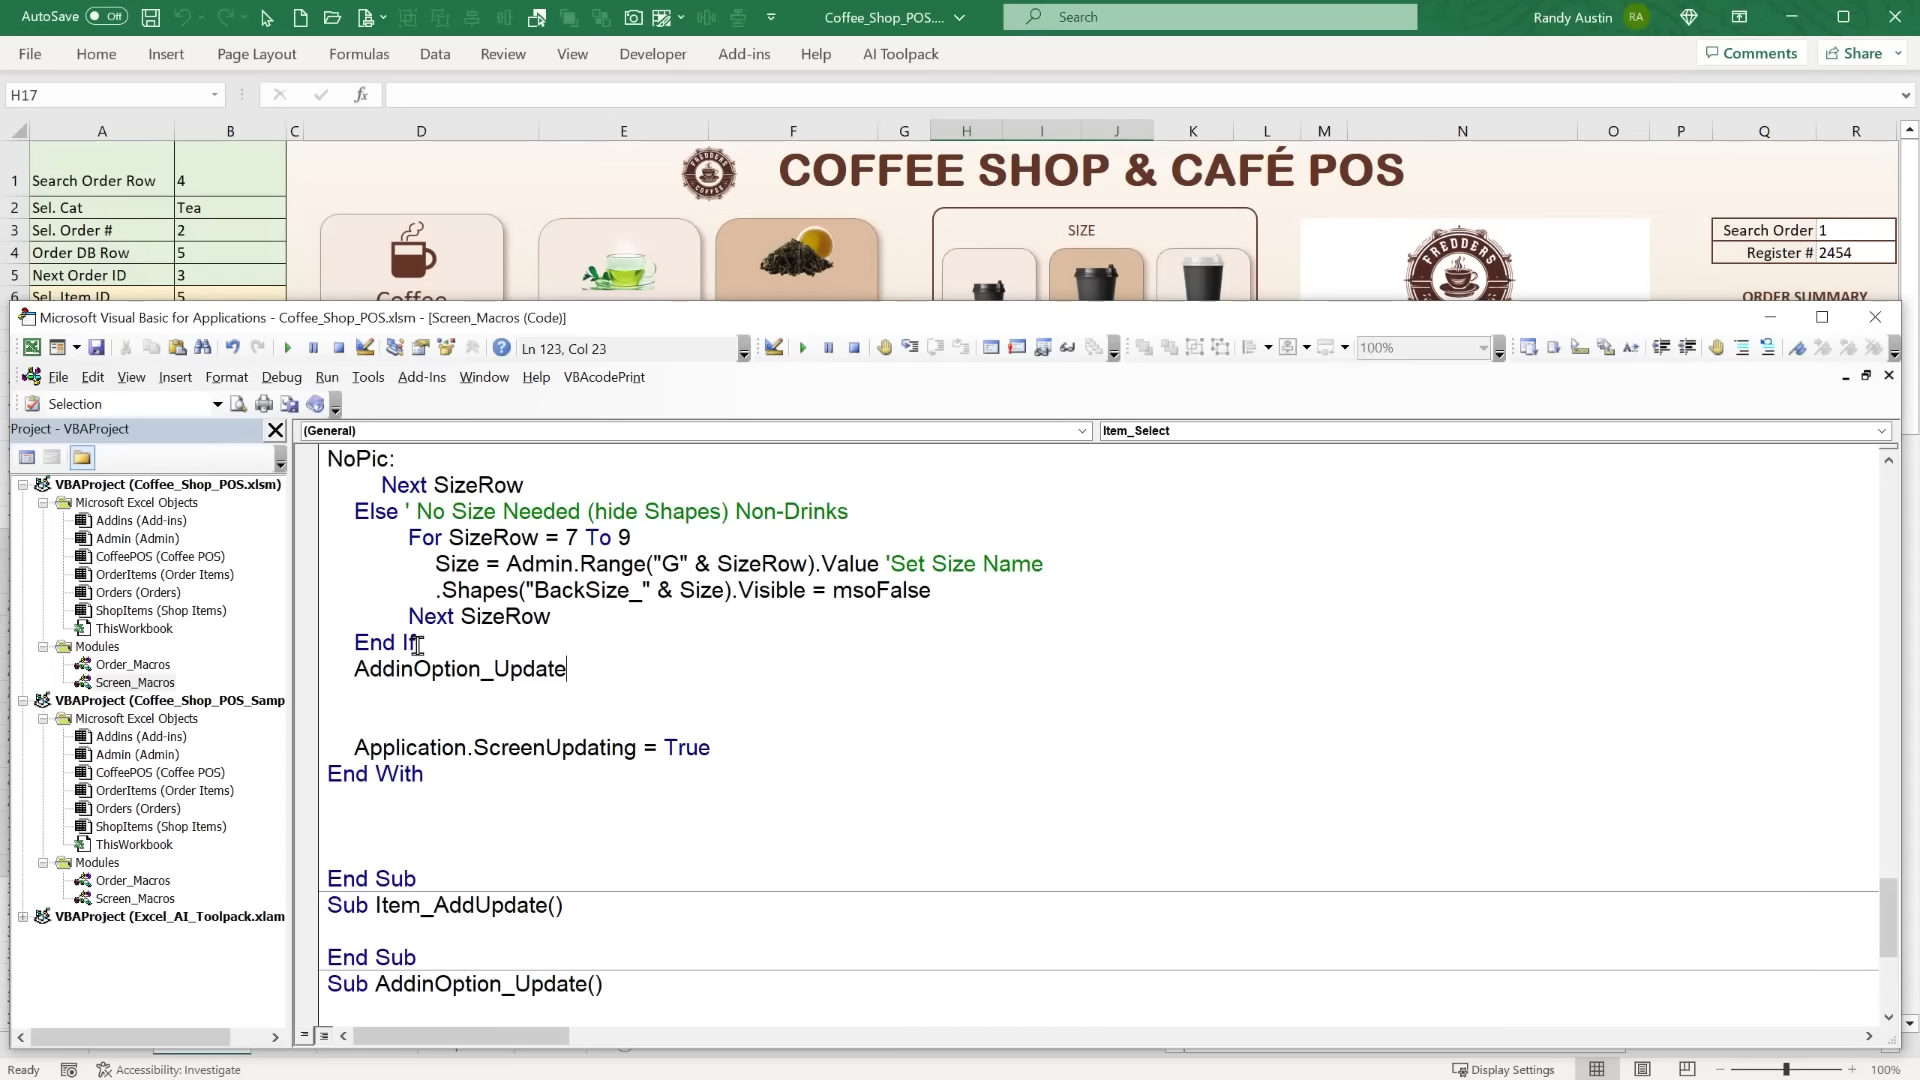 AutoSave Off
Coffee_Shop_POS....
Search
Randy Austin RA
File Home Insert Page Layout Formulas Data Review View Developer Add-ins Help AI Toolpack
Comments Share
H17
fx
A B C D E F G H I J K L M N O P Q R
COFFEE SHOP & CAFÉ POS
1 Search Order Row 4
2 Sel. Cat Tea
3 Sel. Order # 2
4 Order DB Row 5
5 Next Order ID 3
6 Sel. Item ID 5
Coffee
SIZE
Search Order 1
Register # 2454
ORDER SUMMARY
Microsoft Visual Basic for Applications - Coffee_Shop_POS.xlsm - [Screen_Macros (Code)]
Ln 123, Col 23
100%
File Edit View Insert Format Debug Run Tools Add-Ins Window Help VBAcodePrint
Selection
Project - VBAProject
(General)
Item_Select
VBAProject (Coffee_Shop_POS.xlsm)
Microsoft Excel Objects
Addins (Add-ins)
Admin (Admin)
CoffeePOS (Coffee POS)
OrderItems (Order Items)
Orders (Orders)
ShopItems (Shop Items)
ThisWorkbook
Modules
Order_Macros
Screen_Macros
VBAProject (Coffee_Shop_POS_Samp
Microsoft Excel Objects
Addins (Add-ins)
Admin (Admin)
CoffeePOS (Coffee POS)
OrderItems (Order Items)
Orders (Orders)
ShopItems (Shop Items)
ThisWorkbook
Modules
Order_Macros
Screen_Macros
VBAProject (Excel_AI_Toolpack.xlam
NoPic:
Next SizeRow
Else ' No Size Needed (hide Shapes) Non-Drinks
For SizeRow = 7 To 9
Size = Admin.Range("G" & SizeRow).Value 'Set Size Name
.Shapes("BackSize_" & Size).Visible = msoFalse
Next SizeRow
End If
AddinOption_Update
Application.ScreenUpdating = True
End With
End Sub
Sub Item_AddUpdate()
End Sub
Sub AddinOption_Update()
Ready
Accessibility: Investigate
Display Settings
100%